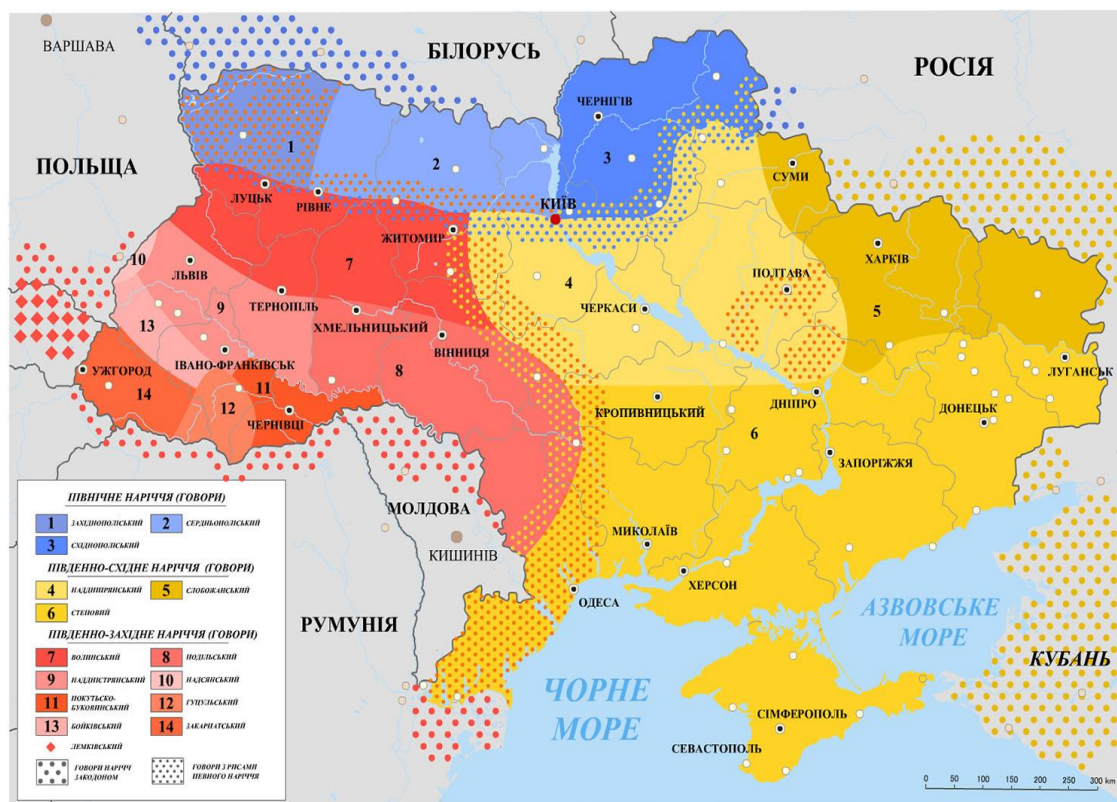 ВАРШАВА
БІЛОРУСЬ
РОСІЯ
ПОЛЬЩА
ЧЕРНІГІВ
1
2
3
СУМИ
ЛУЦЬК
РІВНЕ
КИЇВ
ЖИТОМИР
ХАРКІВ
10
ЛЬВІВ
7
4
ПОЛТАВА
13
9
ТЕРНОПІЛЬ
ЧЕРКАСИ
5
ХМЕЛЬНИЦЬКИЙ
ВІННИЦЯ
ІВАНО-ФРАНКІВСЬК
УЖГОРОД
8
ЛУГАНСЬК
14
11
12
ЧЕРНІВЦІ
КРОПИВНИЦЬКИЙ
ДНІПРО
ДОНЕЦЬК
6
ЗАПОРІЖЖЯ
МОЛДОВА
КИШИНІВ
МИКОЛАЇВ
ХЕРСОН
ОДЕСА
РУМУНІЯ
АЗВОВСЬКЕ
МОРЕ
КУБАНЬ
ЧОРНЕ
МОРЕ
СІМФЕРОПОЛЬ
СЕВАСТОПОЛЬ
ПІВНІЧНЕ НАРІЧЧЯ (ГОВОРИ)
1 ЗАХІДНОПОЛІСЬКИЙ
2 СЕРДНЬОПОЛІСЬКИЙ
3 СХІДНОПОЛІСЬКИЙ
ПІВДЕННО-СХІДНЕ НАРІЧЧЯ (ГОВОРИ)
4 НАДДНІПРЯНСЬКИЙ
5 СЛОБОЖАНСЬКИЙ
6 СТЕПОВИЙ
ПІВДЕННО-ЗАХІДНЕ НАРІЧЧЯ (ГОВОРИ)
7 ВОЛИНСЬКИЙ
8 ПОДІЛЬСЬКИЙ
9 НАДДНІСТРЯНСЬКИЙ
10 НАДСЯНСЬКИЙ
11 ПОКУТСЬКО-
БУКОВИНСЬКИЙ
12 ГУЦУЛЬСЬКИЙ
13 БОЙКІВСЬКИЙ
14 ЗАКАРПАТСЬКИЙ
ЛЕМКІВСЬКИЙ
ГОВОРИ НАРІЧЧ
ЗАКОДОНОМ
ГОВОРИ З РИСАМИ
ПЕВНОГО НАРІЧЧЯ
0 50 100 150 200 250 300 km